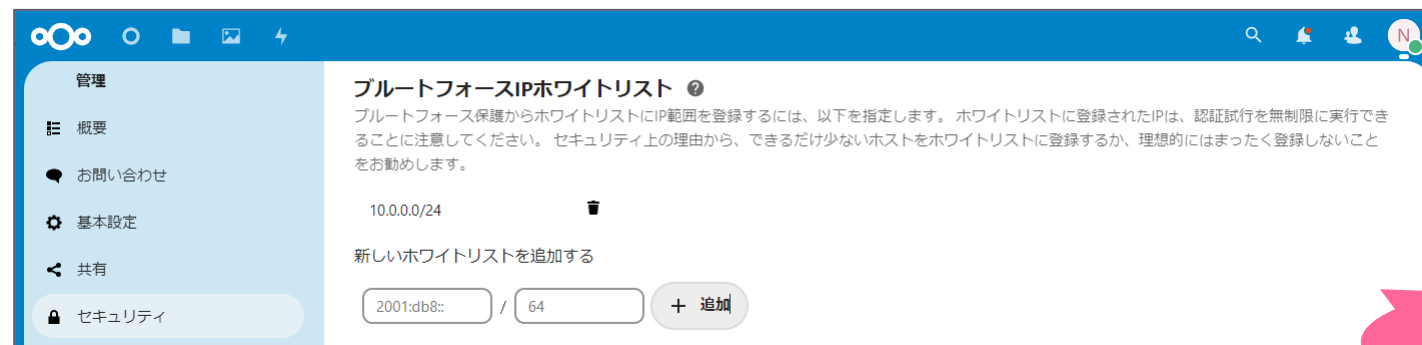 N
管理
概要
お問い合わせ
基本設定
共有
セキュリティ
ブルートフォースIPホワイトリスト
ブルートフォース保護からホワイトリストにIP範囲を登録するには、以下を指定します。 ホワイトリストに登録されたIPは、認証試行を無制限に実行でき
ることに注意してください。 セキュリティ上の理由から、できるだけ少ないホストをホワイトリストに登録するか、理想的にはまったく登録しないこと
をお勧めします。
10.0.0.0/24
新しいホワイトリストを追加する
2001:db8:: / 64 + 追加